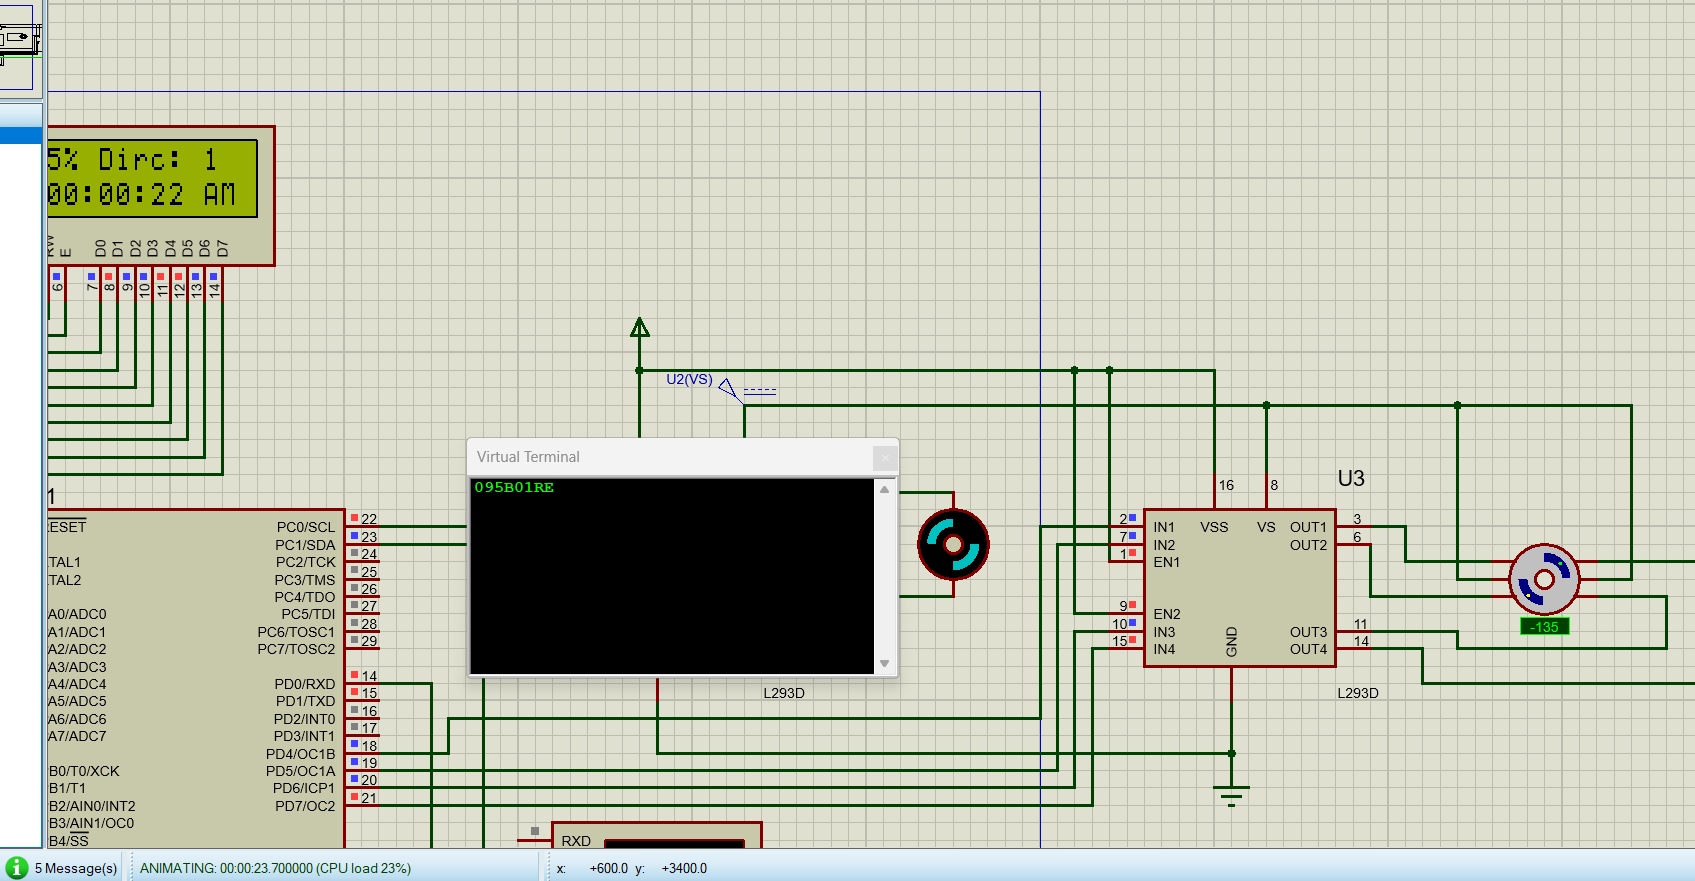 5% Dirc: 1
00:00:22 AM
RW
E
D0
D1
D2
D3
D4
D5
D6
D7
6
7
8
9
10
11
12
13
14
U2(VS)
Virtual Terminal
095B01RE
L293D
1
RESET
TAL1
TAL2
A0/ADC0
A1/ADC1
A2/ADC2
A3/ADC3
A4/ADC4
A5/ADC5
A6/ADC6
A7/ADC7
B0/T0/XCK
B1/T1
B2/AIN0/INT2
B3/AIN1/OC0
B4/SS
PC0/SCL 22
PC1/SDA 23
PC2/TCK 24
PC3/TMS 25
PC4/TDO 26
PC5/TDI 27
PC6/TOSC1 28
PC7/TOSC2 29
PD0/RXD 14
PD1/TXD 15
PD2/INT0 16
PD3/INT1 17
PD4/OC1B 18
PD5/OC1A 19
PD6/ICP1 20
PD7/OC2 21
RXD
U3
16
8
VSS
VS
2 IN1
7 IN2
1 EN1
9 EN2
10 IN3
15 IN4
GND
OUT1 3
OUT2 6
OUT3 11
OUT4 14
L293D
-135
5 Message(s)
ANIMATING: 00:00:23.700000 (CPU load 23%)
x: +600.0 y: +3400.0